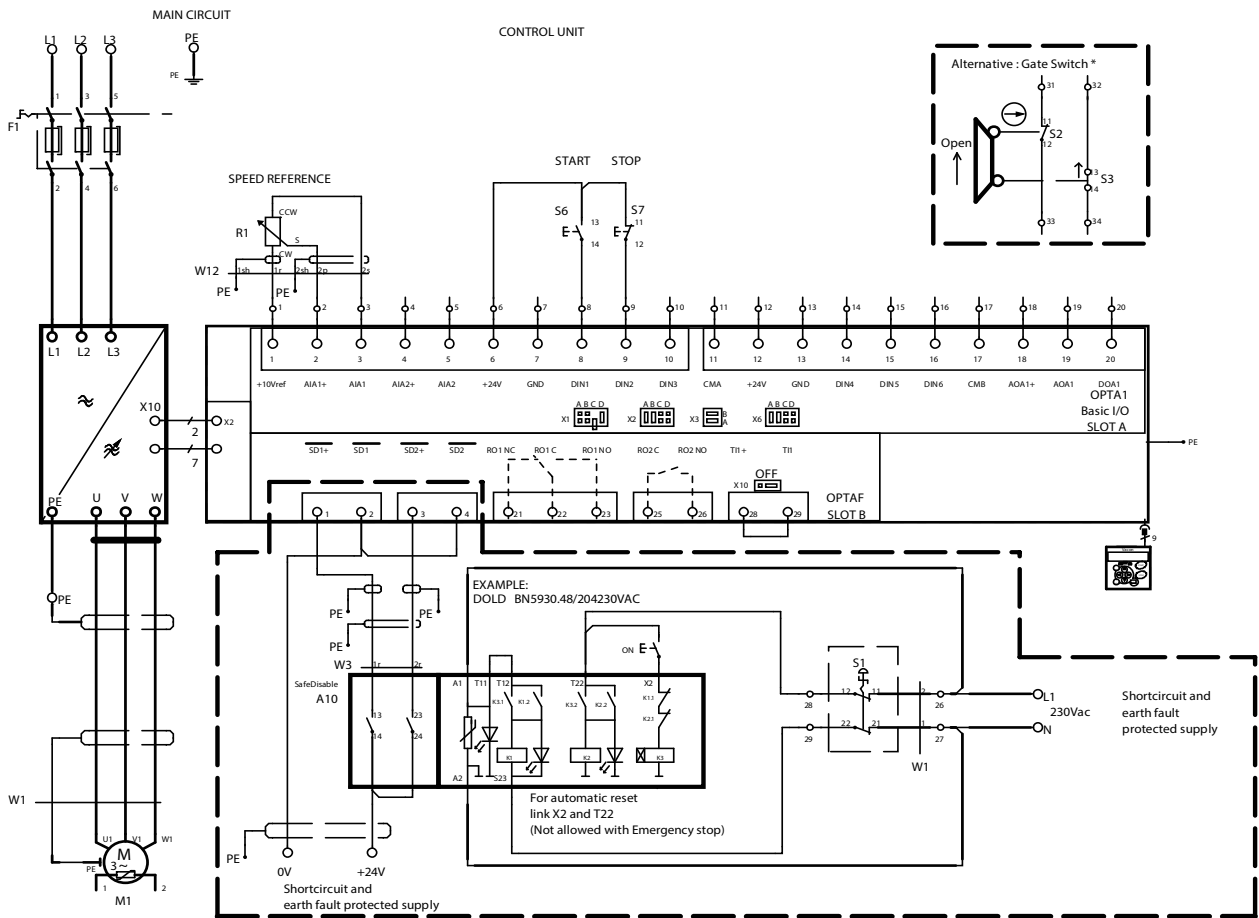 MAIN CIRCUIT
CONTROL UNIT
L1 L2 L3 PE
PE
1 3 5
F1
2 4 6
Alternative : Gate Switch *
31 32
11
S2
12
Open
13
S3
14
33 34
START STOP
SPEED REFERENCE
CCW
R1
S
CW
S6
13
14
S7
11
12
W12
1sh 1r 2sh 2p 2s
PE PE
1 2 3 4 5 6 7 8 9 10 11 12 13 14 15 16 17 18 19 20
L1 L2 L3
1 2 3 4 5 6 7 8 9 10 11 12 13 14 15 16 17 18 19 20
+10Vref AIA1+ AIA1 AIA2+ AIA2 +24V GND DIN1 DIN2 DIN3 CMA +24V GND DIN4 DIN5 DIN6 CMB AOA1+ AOA1 DOA1
OPTA1
Basic I/O
SLOT A
X10
2
X2
7
A B C D
X1
A B C D
X2
X3
B
A
A B C D
X6
PE
SD1+ SD1 SD2+ SD2 RO1 NC RO1 C RO1 NO RO2 C RO2 NO TI1+ TI1
OFF
X10
OPTAF
SLOT B
PE U V W
1 2 3 4 21 22 23 25 26 28 29
9
PE
EXAMPLE:
DOLD BN5930.48/204230VAC
PE PE
PE
W3
1r 2r
SafeDisable
A10
13 23
14 24
ON
A1 T11 T12 T22 X2
K3.1 K1.2 K3.2 K2.2 K1.1
K2.1
K1 K2 K3
A2 S23
S1
12 11
22 21
28
29
2
1
26
27
W1
L1
230Vac
N
Shortcircuit and
earth fault
protected supply
For automatic reset
link X2 and T22
(Not allowed with Emergency stop)
PE
0V +24V
Shortcircuit and
earth fault protected supply
W1
U1 V1 W1
M
3~
PE
1 2
M1